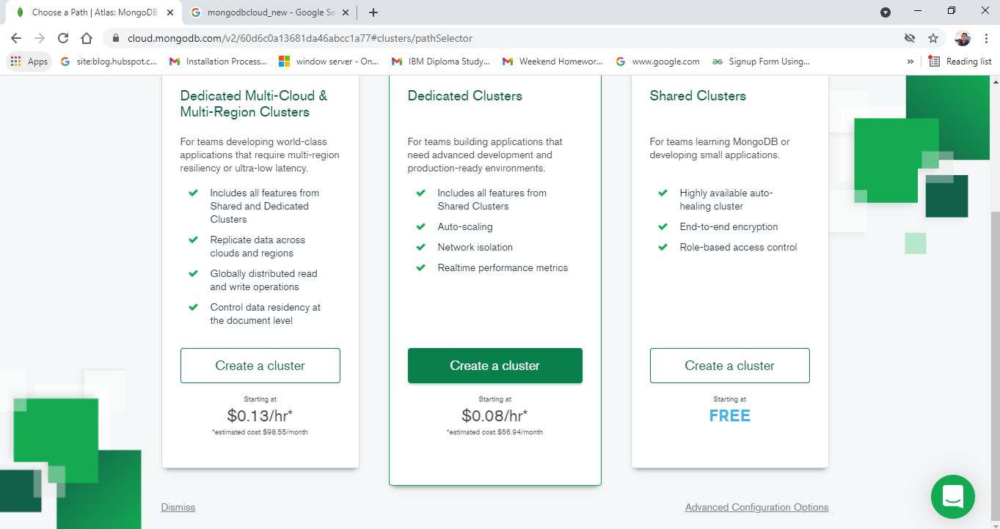 Choose a Path | Atlas: MongoDB
mongodbcloud_new - Google Se
cloud.mongodb.com/v2/60d6c0a13681da46abcc1a77#clusters/pathSelector
Apps
site:blog.hubspot.c...
Installation Process...
window server - On...
IBM Diploma Study...
Weekend Homewor...
www.google.com
Signup Form Using...
»
Reading list
Dedicated Multi-Cloud &
Multi-Region Clusters
For teams developing world-class
applications that require multi-region
resiliency or ultra-low latency.
Includes all features from
Shared and Dedicated
Clusters
Replicate data across
clouds and regions
Globally distributed read
and write operations
Control data residency at
the document level
Create a cluster
Starting at
$0.13/hr*
*estimated cost $98.55/month
Dedicated Clusters
For teams building applications that
need advanced development and
production-ready environments.
Includes all features from
Shared Clusters
Auto-scaling
Network isolation
Realtime performance metrics
Create a cluster
Starting at
$0.08/hr*
*estimated cost $56.94/month
Shared Clusters
For teams learning MongoDB or
developing small applications.
Highly available auto-
healing cluster
End-to-end encryption
Role-based access control
Create a cluster
Starting at
FREE
Dismiss
Advanced Configuration Options